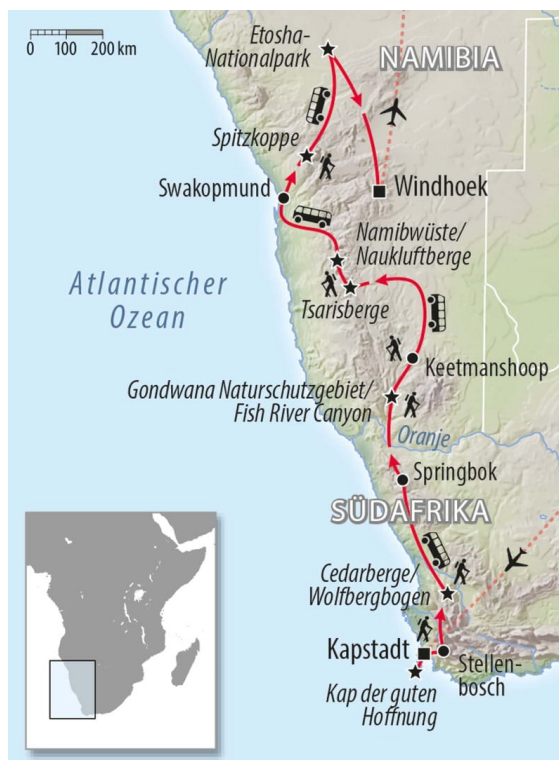 0 100 200 km
Etosha-
Nationalpark
NAMIBIA
Spitzkoppe
Swakopmund
Windhoek
Namibwüste/
Naukluftberge
Atlantischer
Ozean
Tsarisberge
Keetmanshoop
Gondwana Naturschutzgebiet/
Fish River Canyon
Oranje
Springbok
SÜDAFRIKA
Cedarberge/
Wolfbergbogen
Kapstadt
Stellen-
bosch
Kap der guten
Hoffnung